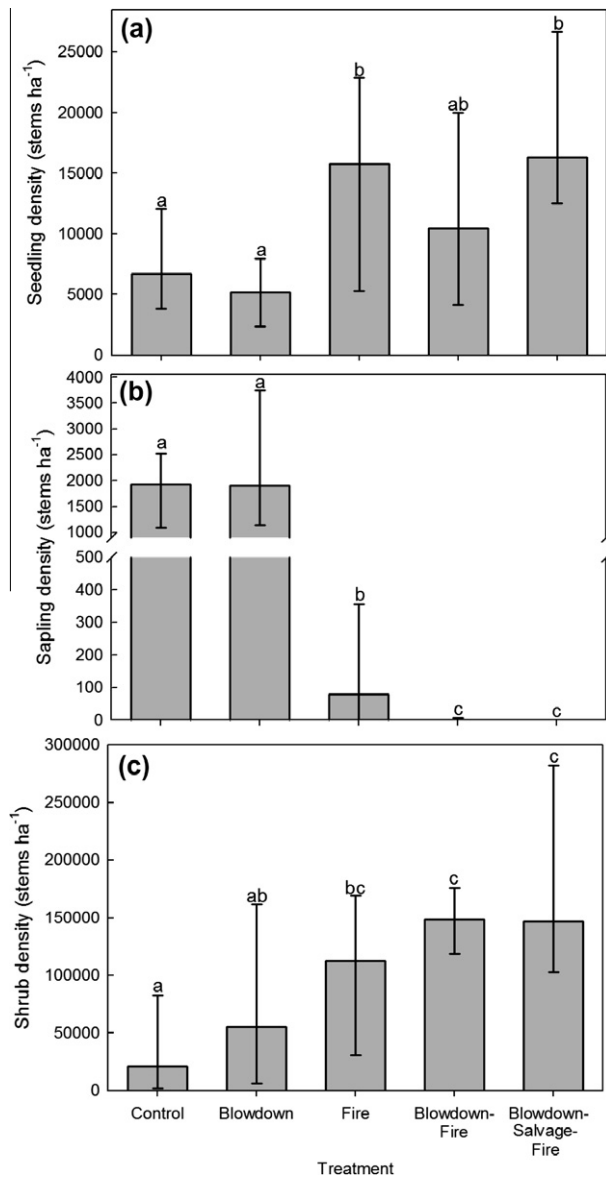 (a)
Seedling density (stems ha⁻¹)
25000
20000
15000
10000
5000
0
a
a
b
ab
b
(b)
Sapling density (stems ha⁻¹)
4000
3500
3000
2500
2000
1500
1000
500
400
300
200
100
0
a
a
b
c
c
(c)
Shrub density (stems ha⁻¹)
300000
250000
200000
150000
100000
50000
0
a
ab
bc
c
c
Control
Blowdown
Fire
Blowdown-
Fire
Blowdown-
Salvage-
Fire
Treatment